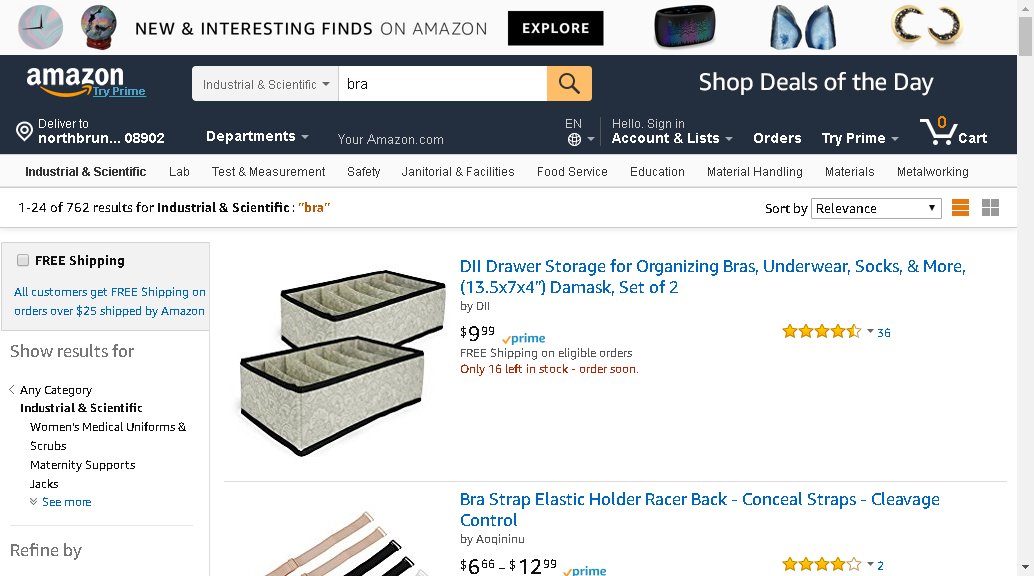 NEW & INTERESTING FINDS ON AMAZON EXPLORE
amazon
Try Prime
Industrial & Scientific
bra
Shop Deals of the Day
Deliver to
northbrun... 08902
Departments
Your Amazon.com
EN
Hello. Sign in
Account & Lists
Orders
Try Prime
0
Cart
Industrial & Scientific Lab Test & Measurement Safety Janitorial & Facilities Food Service Education Material Handling Materials Metalworking
1-24 of 762 results for Industrial & Scientific : "bra"
Sort by Relevance
FREE Shipping
All customers get FREE Shipping on
orders over $25 shipped by Amazon
Show results for
Any Category
Industrial & Scientific
Women's Medical Uniforms &
Scrubs
Maternity Supports
Jacks
See more
Refine by
DII Drawer Storage for Organizing Bras, Underwear, Socks, & More,
(13.5x7x4") Damask, Set of 2
by DII
$9.99 prime
FREE Shipping on eligible orders
Only 16 left in stock - order soon.
36
Bra Strap Elastic Holder Racer Back - Conceal Straps - Cleavage
Control
by Aoqininu
$6.66 - $12.99 prime
2